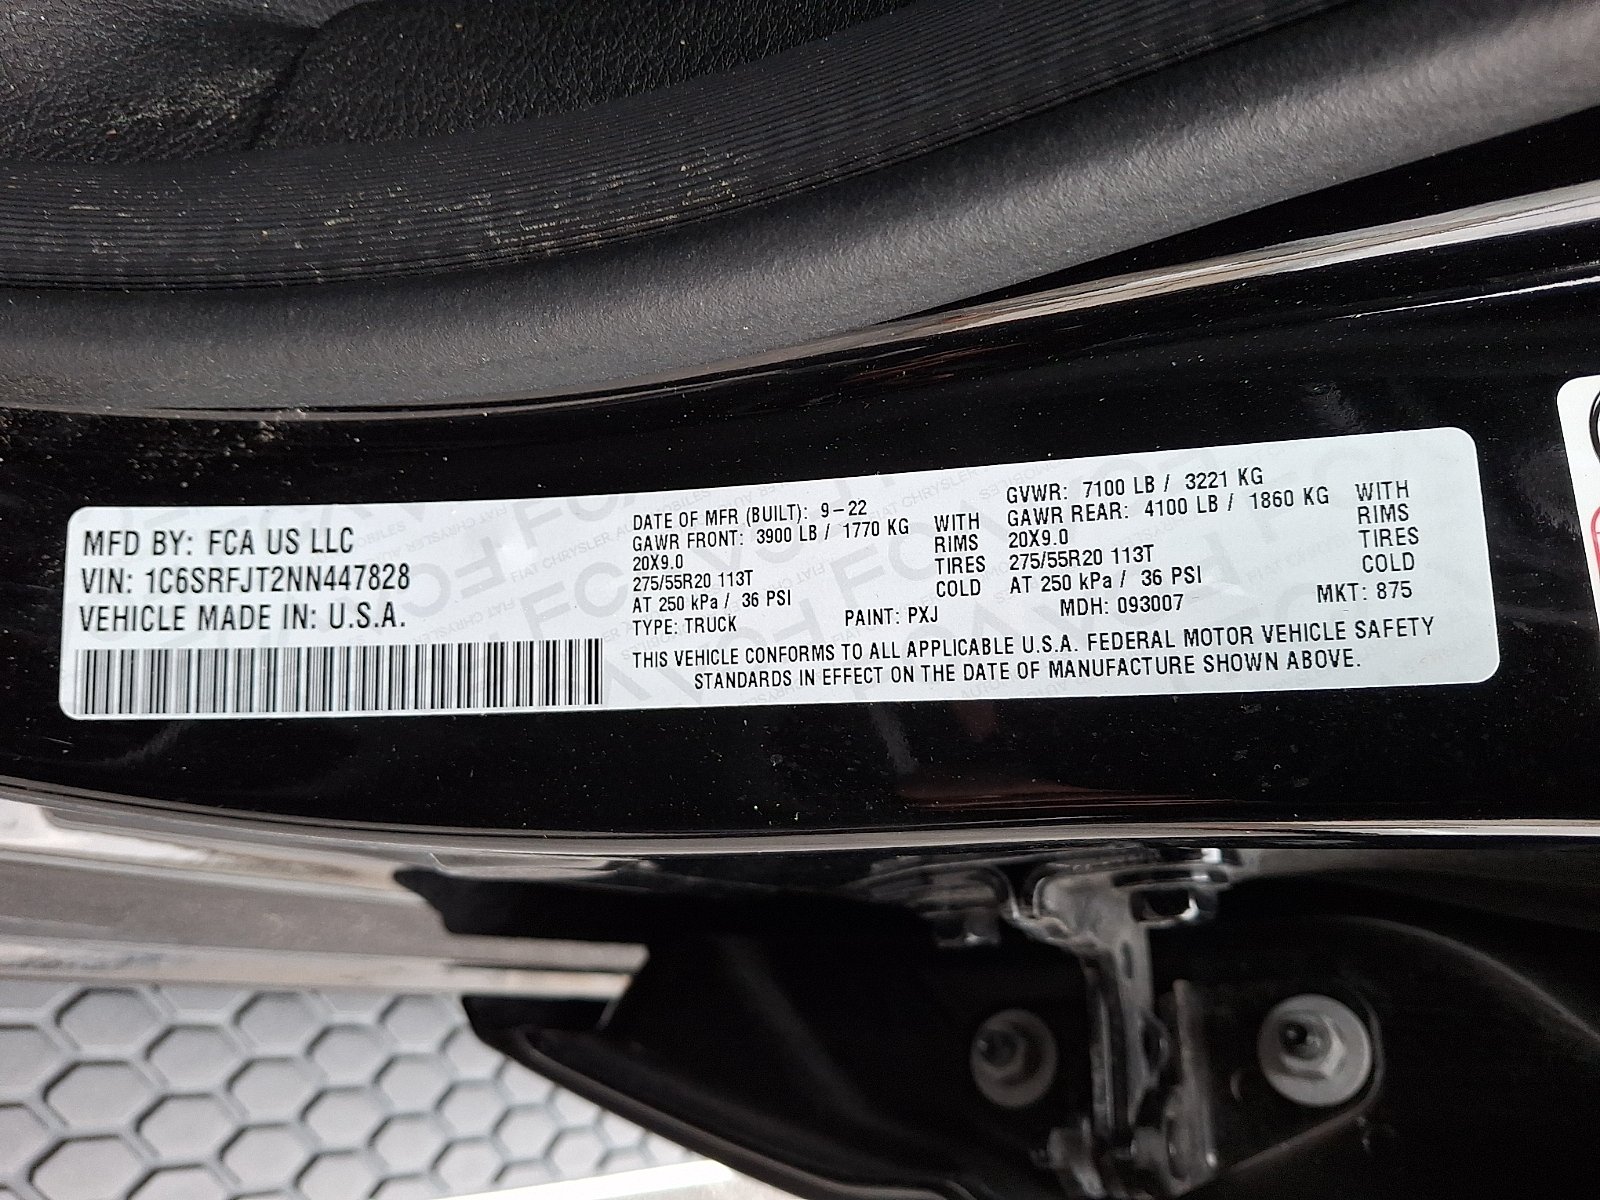 MFD BY: FCA US LLC
VIN: 1C6SRFJT2NN447828
VEHICLE MADE IN: U.S.A.
DATE OF MFR (BUILT): 9-22
GAWR FRONT: 3900 LB / 1770 KG WITH
20X9.0 RIMS
275/55R20 113T TIRES
AT 250 kPa / 36 PSI COLD
GVWR: 7100 LB / 3221 KG
GAWR REAR: 4100 LB / 1860 KG WITH
20X9.0 RIMS
275/55R20 113T TIRES
AT 250 kPa / 36 PSI COLD
TYPE: TRUCK PAINT: PXJ MDH: 093007 MKT: 875
THIS VEHICLE CONFORMS TO ALL APPLICABLE U.S.A. FEDERAL MOTOR VEHICLE SAFETY
STANDARDS IN EFFECT ON THE DATE OF MANUFACTURE SHOWN ABOVE.